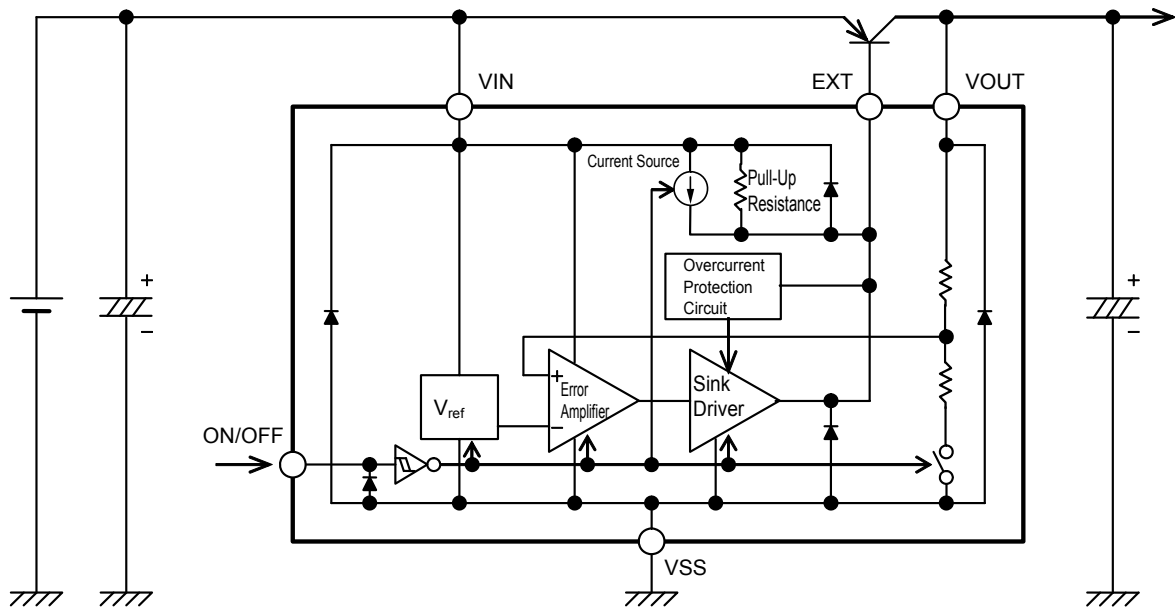 VIN
EXT
VOUT
Current Source
Pull-Up
Resistance
Overcurrent
Protection
Circuit
+
−
+
−
+
Error
Amplifier
−
Sink
Driver
Vref
ON/OFF
VSS